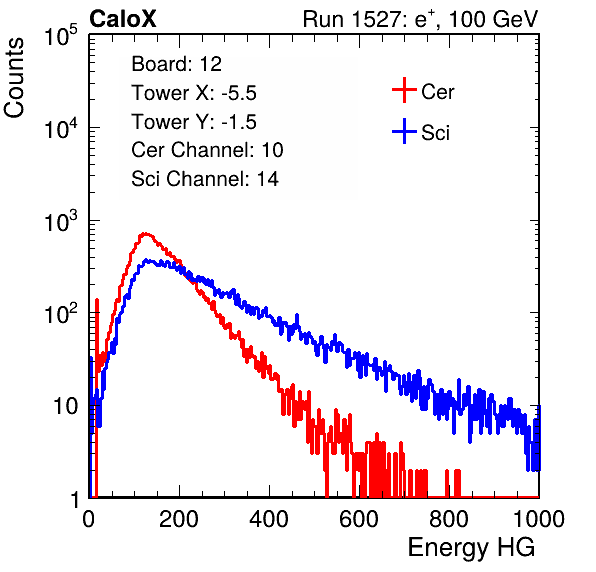 CaloX Run 1527: e⁺, 100 GeV
Counts
10⁵
10⁴
10³
10²
10
1
Board: 12
Tower X: -5.5
Tower Y: -1.5
Cer Channel: 10
Sci Channel: 14
Cer
Sci
0 200 400 600 800 1000
Energy HG